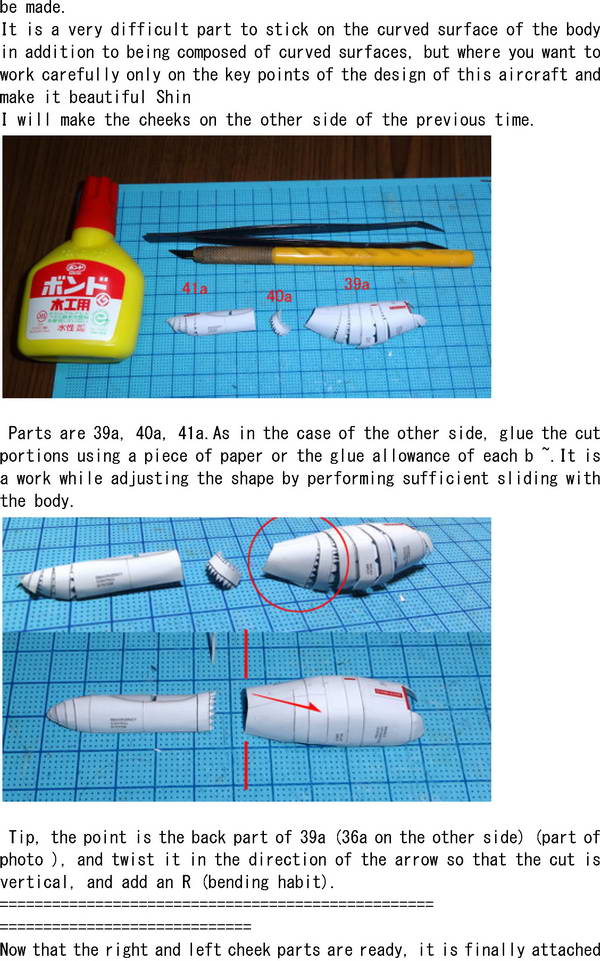 be made.
It is a very difficult part to stick on the curved surface of the body
in addition to being composed of curved surfaces, but where you want to
work carefully only on the key points of the design of this aircraft and
make it beautiful Shin
I will make the cheeks on the other side of the previous time.
ボンド
木工用
水性
41a
40a
39a
Parts are 39a, 40a, 41a.As in the case of the other side, glue the cut
portions using a piece of paper or the glue allowance of each b ~.It is
a work while adjusting the shape by performing sufficient sliding with
the body.
Tip, the point is the back part of 39a (36a on the other side) (part of
photo ), and twist it in the direction of the arrow so that the cut is
vertical, and add an R (bending habit).
==================================================
=============================
Now that the right and left cheek parts are ready, it is finally attached